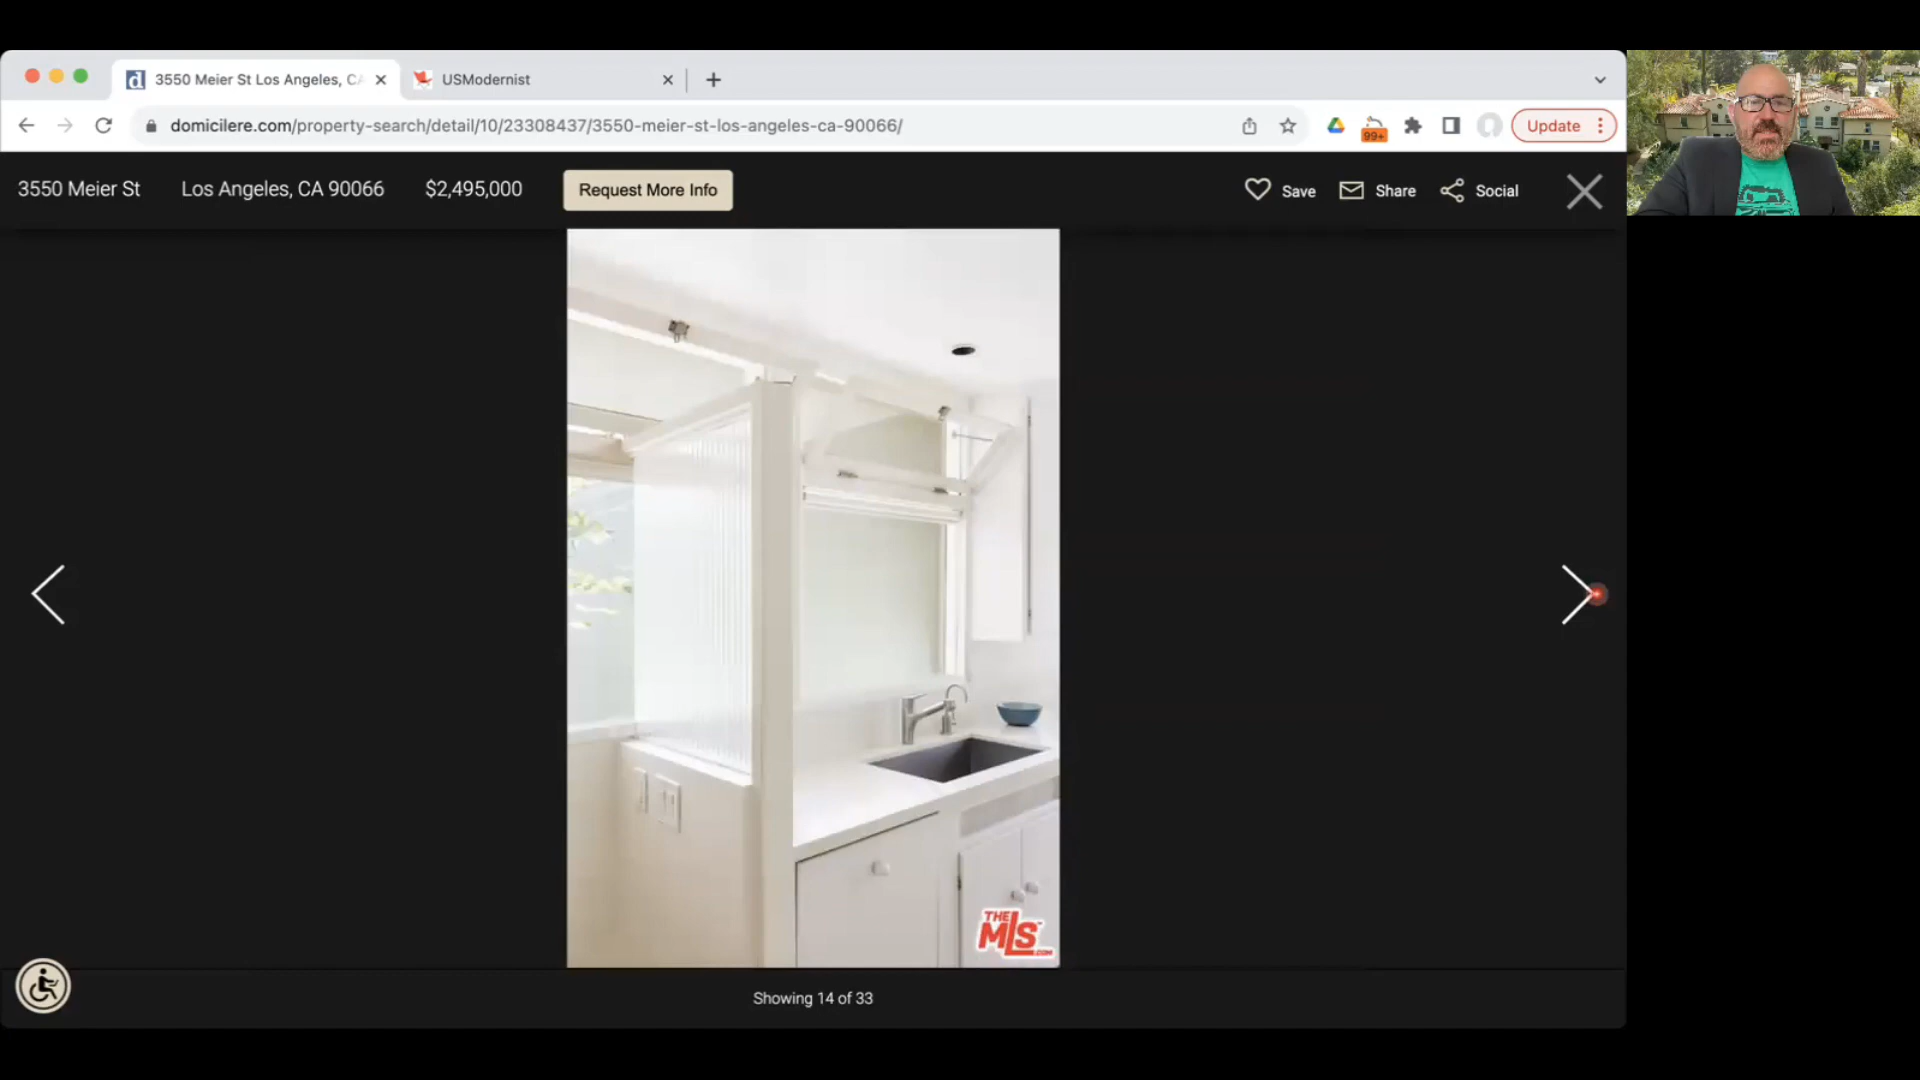 3550 Meier St Los Angeles, CA
USModernist
domicilere.com/property-search/detail/10/23308437/3550-meier-st-los-angeles-ca-90066/
99+
Update
3550 Meier St Los Angeles, CA 90066 $2,495,000 Request More Info Save Share Social
THE
MLS
.COM
Showing 14 of 33